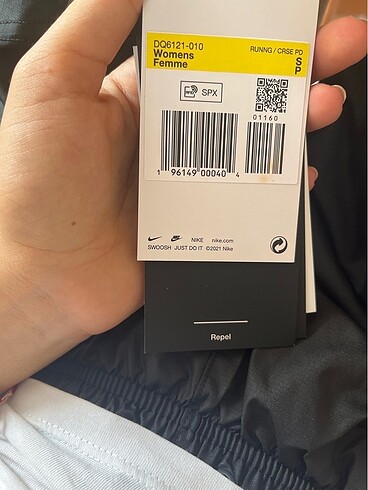 DQ6121-010
RUNNG / CRSE PD
Womens
S
Femme
P
SPX
01160
1 96149 00040 4
NIKE nike.com
SWOOSH JUST DO IT ©2021 Nike
Repel